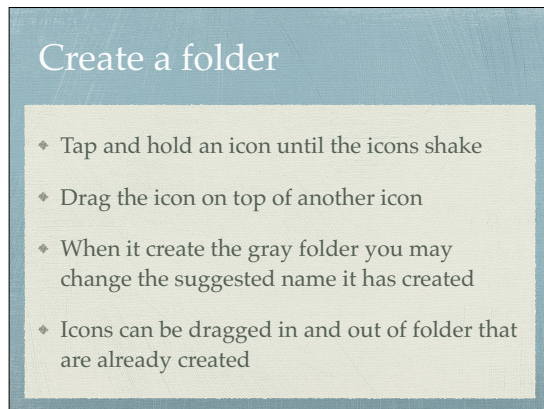 Create a folder
Tap and hold an icon until the icons shake
Drag the icon on top of another icon
When it create the gray folder you may
change the suggested name it has created
Icons can be dragged in and out of folder that
are already created